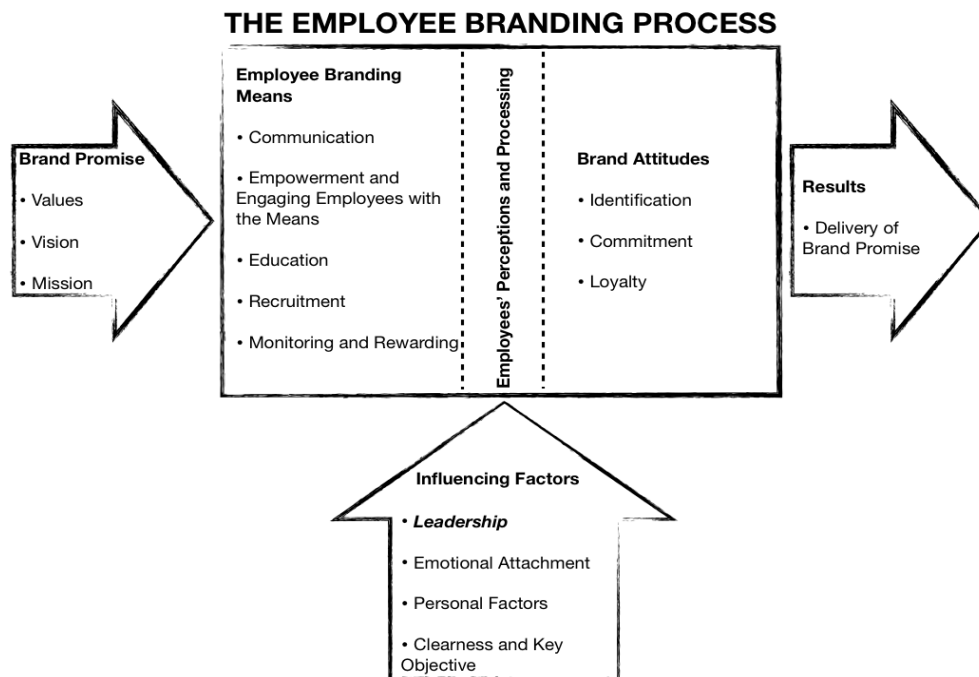 THE EMPLOYEE BRANDING PROCESS
Brand Promise
• Values
• Vision
• Mission
Employee Branding
Means
• Communication
• Empowerment and
Engaging Employees with
the Means
• Education
• Recruitment
• Monitoring and Rewarding
Employees’ Perceptions and Processing
Brand Attitudes
• Identification
• Commitment
• Loyalty
Results
• Delivery of
Brand Promise
Influencing Factors
• Leadership
• Emotional Attachment
• Personal Factors
• Clearness and Key
Objective